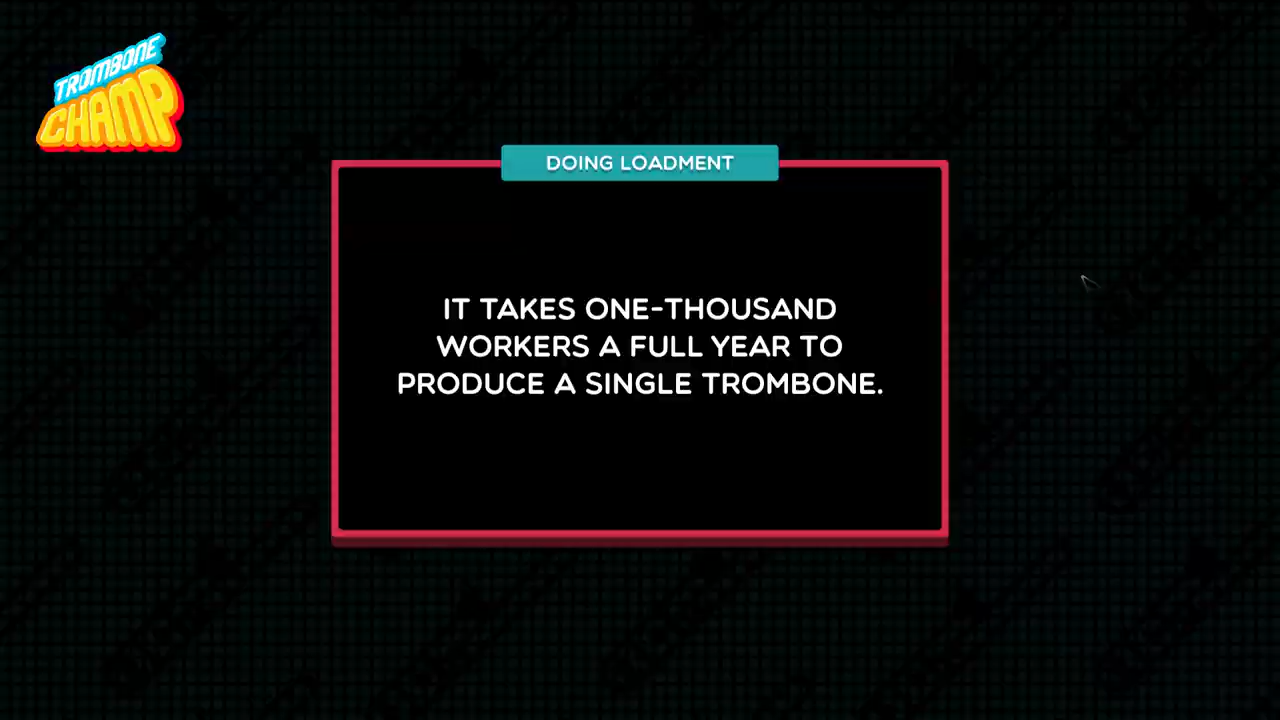 TROMBONE
CHAMP
DOING LOADMENT
IT TAKES ONE-THOUSAND
WORKERS A FULL YEAR TO
PRODUCE A SINGLE TROMBONE.